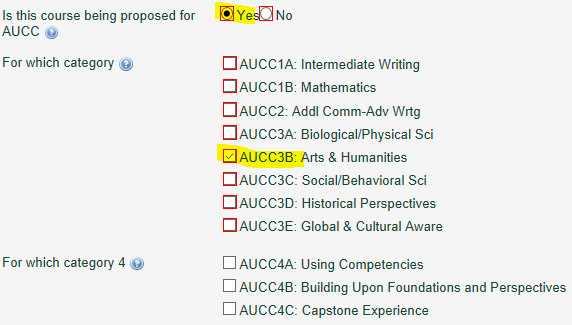 Is this course being proposed for Yes No
AUCC
For which category AUCC1A: Intermediate Writing
AUCC1B: Mathematics
AUCC2: Addl Comm-Adv Wrtg
AUCC3A: Biological/Physical Sci
AUCC3B: Arts & Humanities
AUCC3C: Social/Behavioral Sci
AUCC3D: Historical Perspectives
AUCC3E: Global & Cultural Aware
For which category 4 AUCC4A: Using Competencies
AUCC4B: Building Upon Foundations and Perspectives
AUCC4C: Capstone Experience